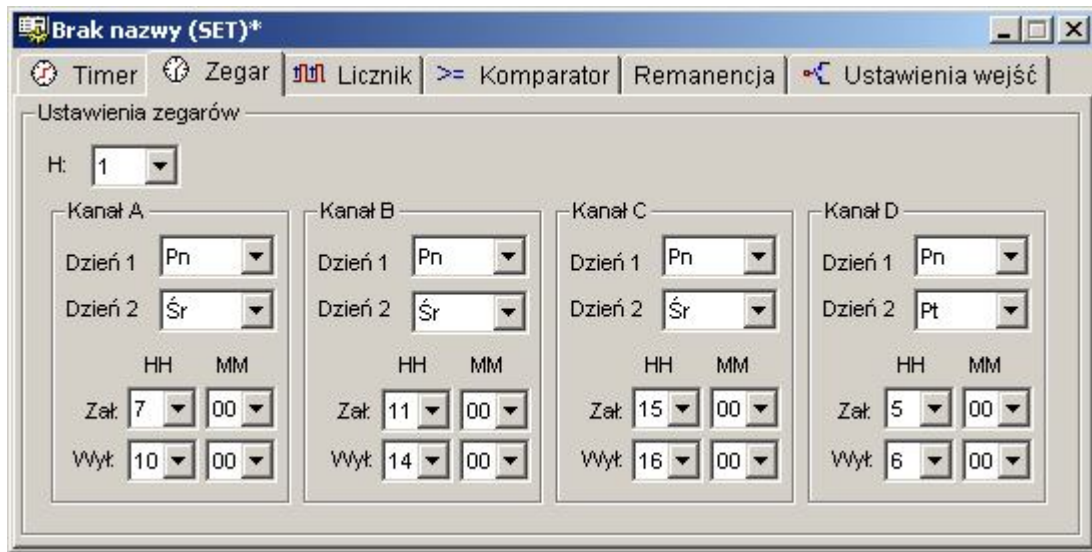 Brak nazwy (SET)*
Timer Zegar Licznik >= Komparator Remanencja Ustawienia wejść
Ustawienia zegarów
H: 1
Kanał A Kanał B Kanał C Kanał D
Dzień 1 Pn Dzień 1 Pn Dzień 1 Pn Dzień 1 Pn
Dzień 2 Śr Dzień 2 Śr Dzień 2 Śr Dzień 2 Pt
HH MM HH MM HH MM HH MM
Zał: 7 00 Zał: 11 00 Zał: 15 00 Zał: 5 00
Wył: 10 00 Wył: 14 00 Wył: 16 00 Wył: 6 00